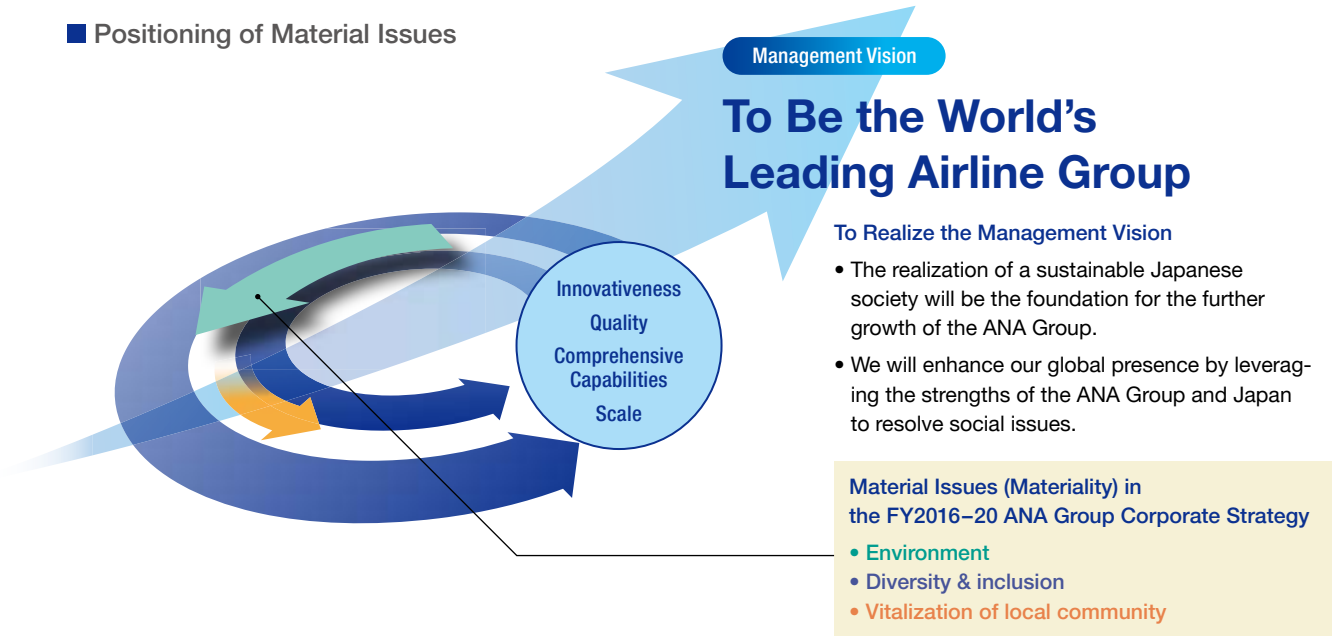 ■ Positioning of Material Issues
Management Vision
To Be the World's
Leading Airline Group
Innovativeness
Quality
Comprehensive
Capabilities
Scale
To Realize the Management Vision
• The realization of a sustainable Japanese
society will be the foundation for the further
growth of the ANA Group.
• We will enhance our global presence by leverag-
ing the strengths of the ANA Group and Japan
to resolve social issues.
Material Issues (Materiality) in
the FY2016–20 ANA Group Corporate Strategy
• Environment
• Diversity & inclusion
• Vitalization of local community